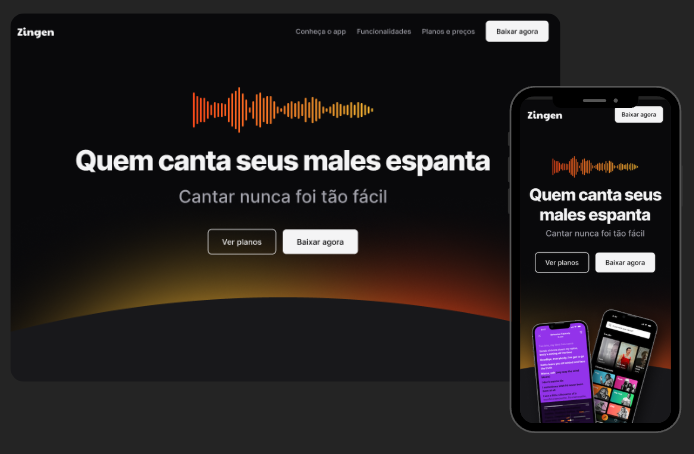 Zingen
Conheça o app
Funcionalidades
Planos e preços
Baixar agora
Quem canta seus males espanta
Cantar nunca foi tão fácil
Ver planos
Baixar agora
Zingen
Baixar agora
Quem canta seus
males espanta
Cantar nunca foi tão fácil
Ver planos
Baixar agora